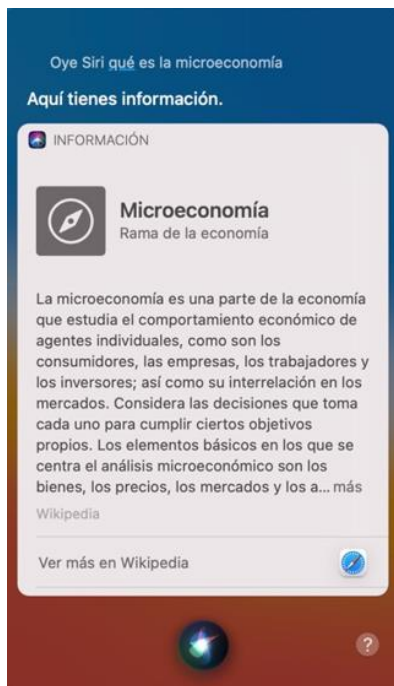 Oye Siri qué es la microeconomía
Aquí tienes información.
INFORMACIÓN
Microeconomía
Rama de la economía
La microeconomía es una parte de la economía
que estudia el comportamiento económico de
agentes individuales, como son los
consumidores, las empresas, los trabajadores y
los inversores; así como su interrelación en los
mercados. Considera las decisiones que toma
cada uno para cumplir ciertos objetivos
propios. Los elementos básicos en los que se
centra el análisis microeconómico son los
bienes, los precios, los mercados y los a... más
Wikipedia
Ver más en Wikipedia
?